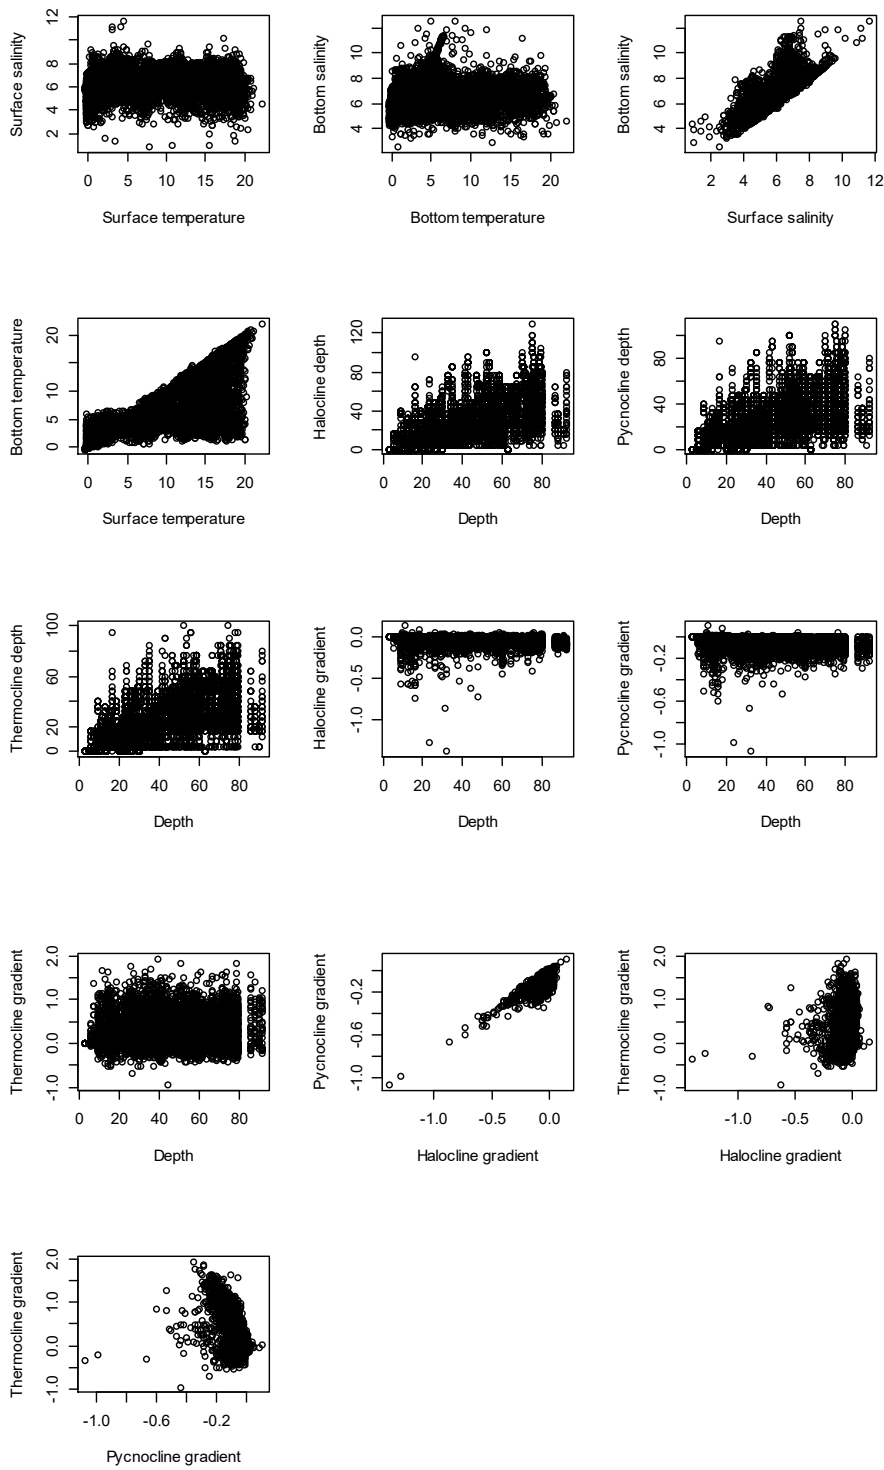 Surface salinity
2 4 6 8 10 12
0 5 10 15 20
Surface temperature
Bottom salinity
4 6 8 10
0 5 10 15 20
Bottom temperature
Bottom salinity
4 6 8 10
2 4 6 8 10 12
Surface salinity
Bottom temperature
0 5 10 20
0 5 10 15 20
Surface temperature
Halocline depth
0 40 80 120
0 20 40 60 80
Depth
Pycnocline depth
0 40 80
0 20 40 60 80
Depth
Thermocline depth
0 20 60 100
0 20 40 60 80
Depth
Halocline gradient
-1.0 -0.5 0.0
0 20 40 60 80
Depth
Pycnocline gradient
-1.0 -0.6 -0.2
0 20 40 60 80
Depth
Thermocline gradient
-1.0 0.0 1.0 2.0
0 20 40 60 80
Depth
Pycnocline gradient
-1.0 -0.6 -0.2
-1.0 -0.5 0.0
Halocline gradient
Thermocline gradient
-1.0 0.0 1.0 2.0
-1.0 -0.5 0.0
Halocline gradient
Thermocline gradient
-1.0 0.0 1.0 2.0
-1.0 -0.6 -0.2
Pycnocline gradient